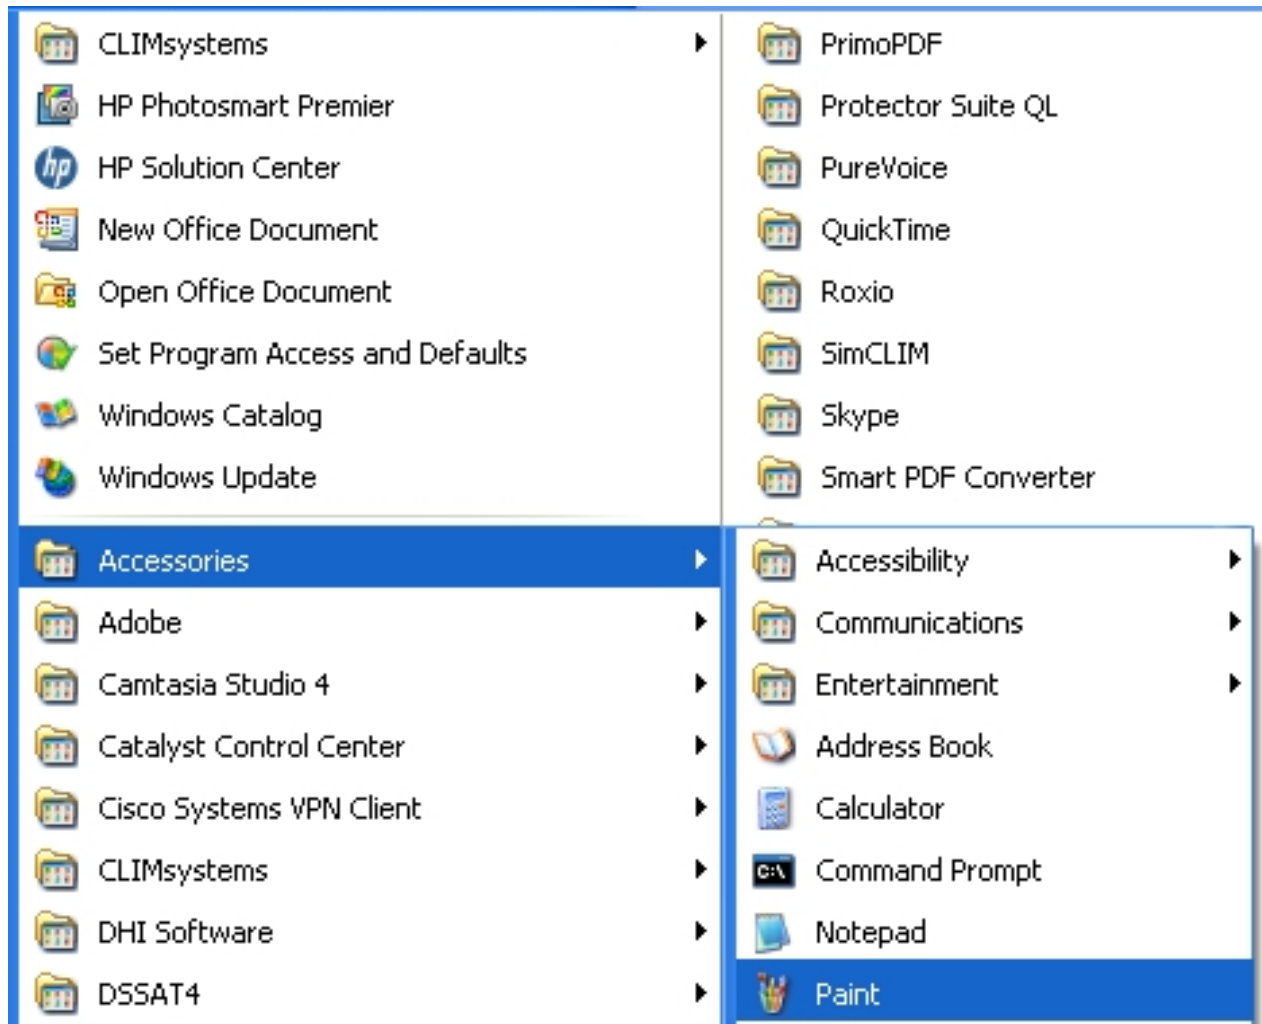 CLIMsystems
HP Photosmart Premier
hp
HP Solution Center
New Office Document
Open Office Document
Set Program Access and Defaults
Windows Catalog
Windows Update
Accessories
Adobe
Camtasia Studio 4
Catalyst Control Center
Cisco Systems VPN Client
CLIMsystems
DHI Software
DSSAT4
PrimoPDF
Protector Suite QL
PureVoice
QuickTime
Roxio
SimCLIM
Skype
Smart PDF Converter
Accessibility
Communications
Entertainment
Address Book
Calculator
C:\
Command Prompt
Notepad
Paint